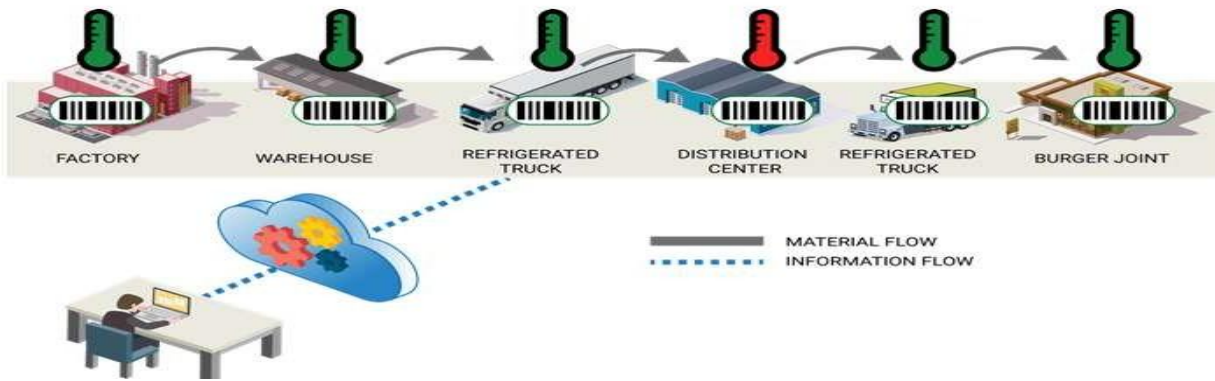 FACTORY
WAREHOUSE
REFRIGERATED
TRUCK
DISTRIBUTION
CENTER
REFRIGERATED
TRUCK
BURGER JOINT
MATERIAL FLOW
INFORMATION FLOW